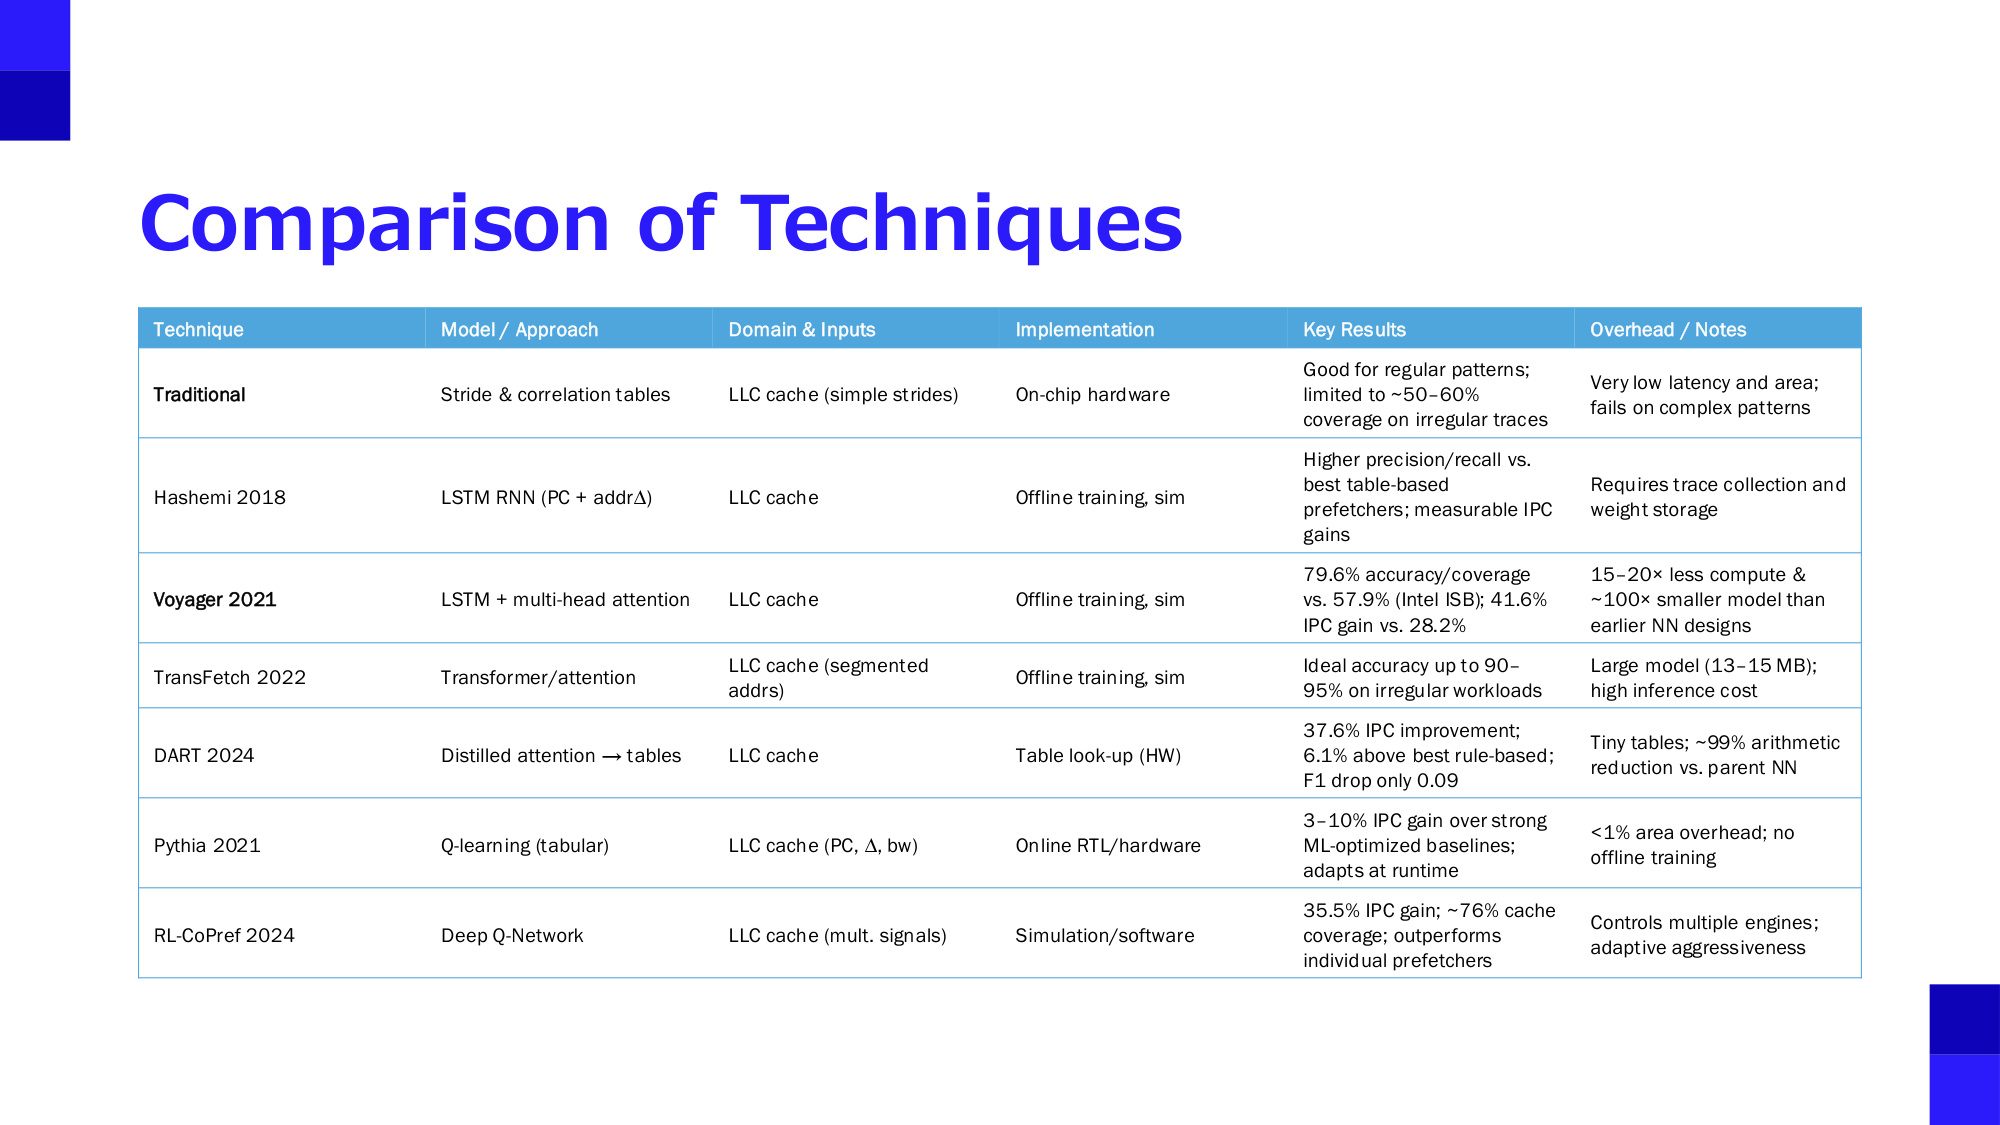 Comparison of Techniques
Technique
Model / Approach
Domain & Inputs
Implementation
Key Results
Overhead / Notes
Traditional
Stride & correlation tables
LLC cache (simple strides)
On-chip hardware
Good for regular patterns;
limited to ~50–60%
coverage on irregular traces
Very low latency and area;
fails on complex patterns
Hashemi 2018
LSTM RNN (PC + addrΔ)
LLC cache
Offline training, sim
Higher precision/recall vs.
best table-based
prefetchers; measurable IPC
gains
Requires trace collection and
weight storage
Voyager 2021
LSTM + multi-head attention
LLC cache
Offline training, sim
79.6% accuracy/coverage
vs. 57.9% (Intel ISB); 41.6%
IPC gain vs. 28.2%
15–20× less compute &
~100× smaller model than
earlier NN designs
TransFetch 2022
Transformer/attention
LLC cache (segmented
addrs)
Offline training, sim
Ideal accuracy up to 90–
95% on irregular workloads
Large model (13–15 MB);
high inference cost
DART 2024
Distilled attention → tables
LLC cache
Table look-up (HW)
37.6% IPC improvement;
6.1% above best rule-based;
F1 drop only 0.09
Tiny tables; ~99% arithmetic
reduction vs. parent NN
Pythia 2021
Q-learning (tabular)
LLC cache (PC, Δ, bw)
Online RTL/hardware
3–10% IPC gain over strong
ML-optimized baselines;
adapts at runtime
<1% area overhead; no
offline training
RL-CoPref 2024
Deep Q-Network
LLC cache (mult. signals)
Simulation/software
35.5% IPC gain; ~76% cache
coverage; outperforms
individual prefetchers
Controls multiple engines;
adaptive aggressiveness